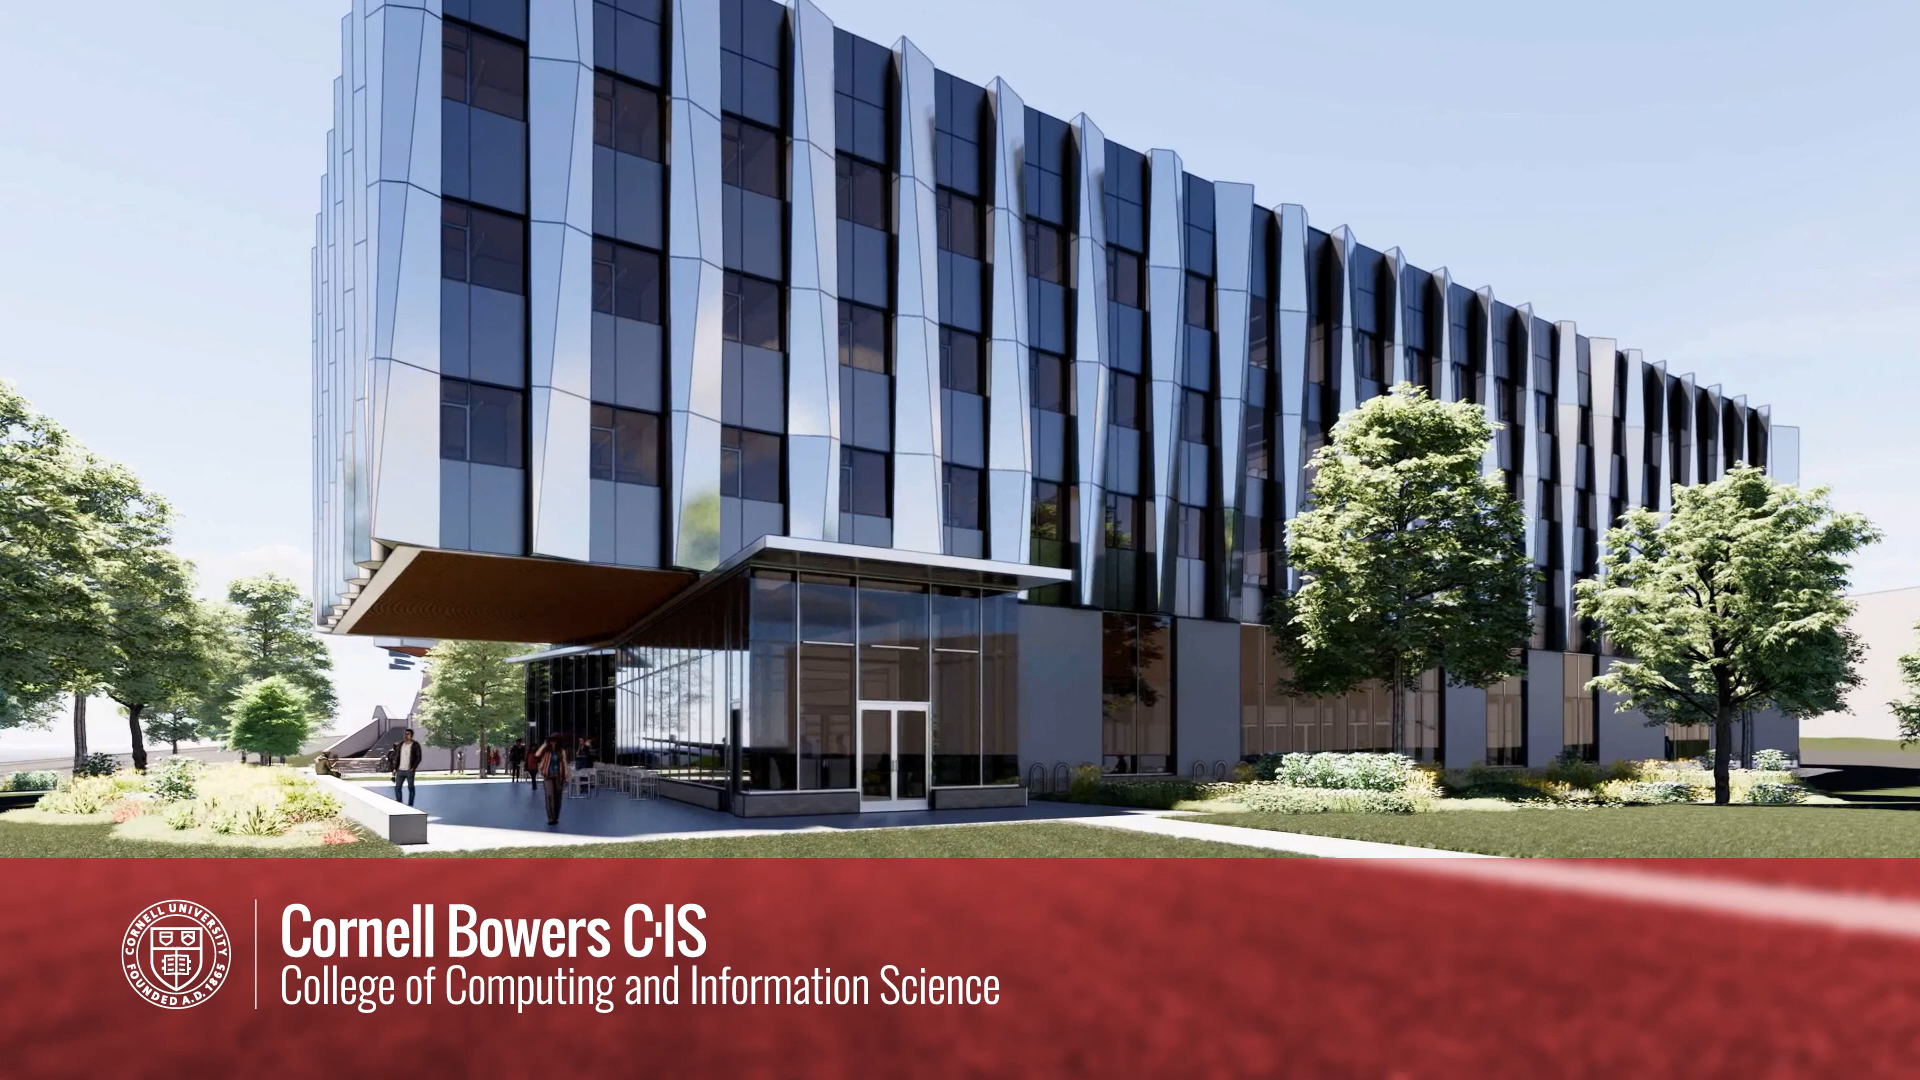 CORNELL UNIVERSITY
FOUNDED A.D. 1865
Cornell Bowers C·IS
College of Computing and Information Science